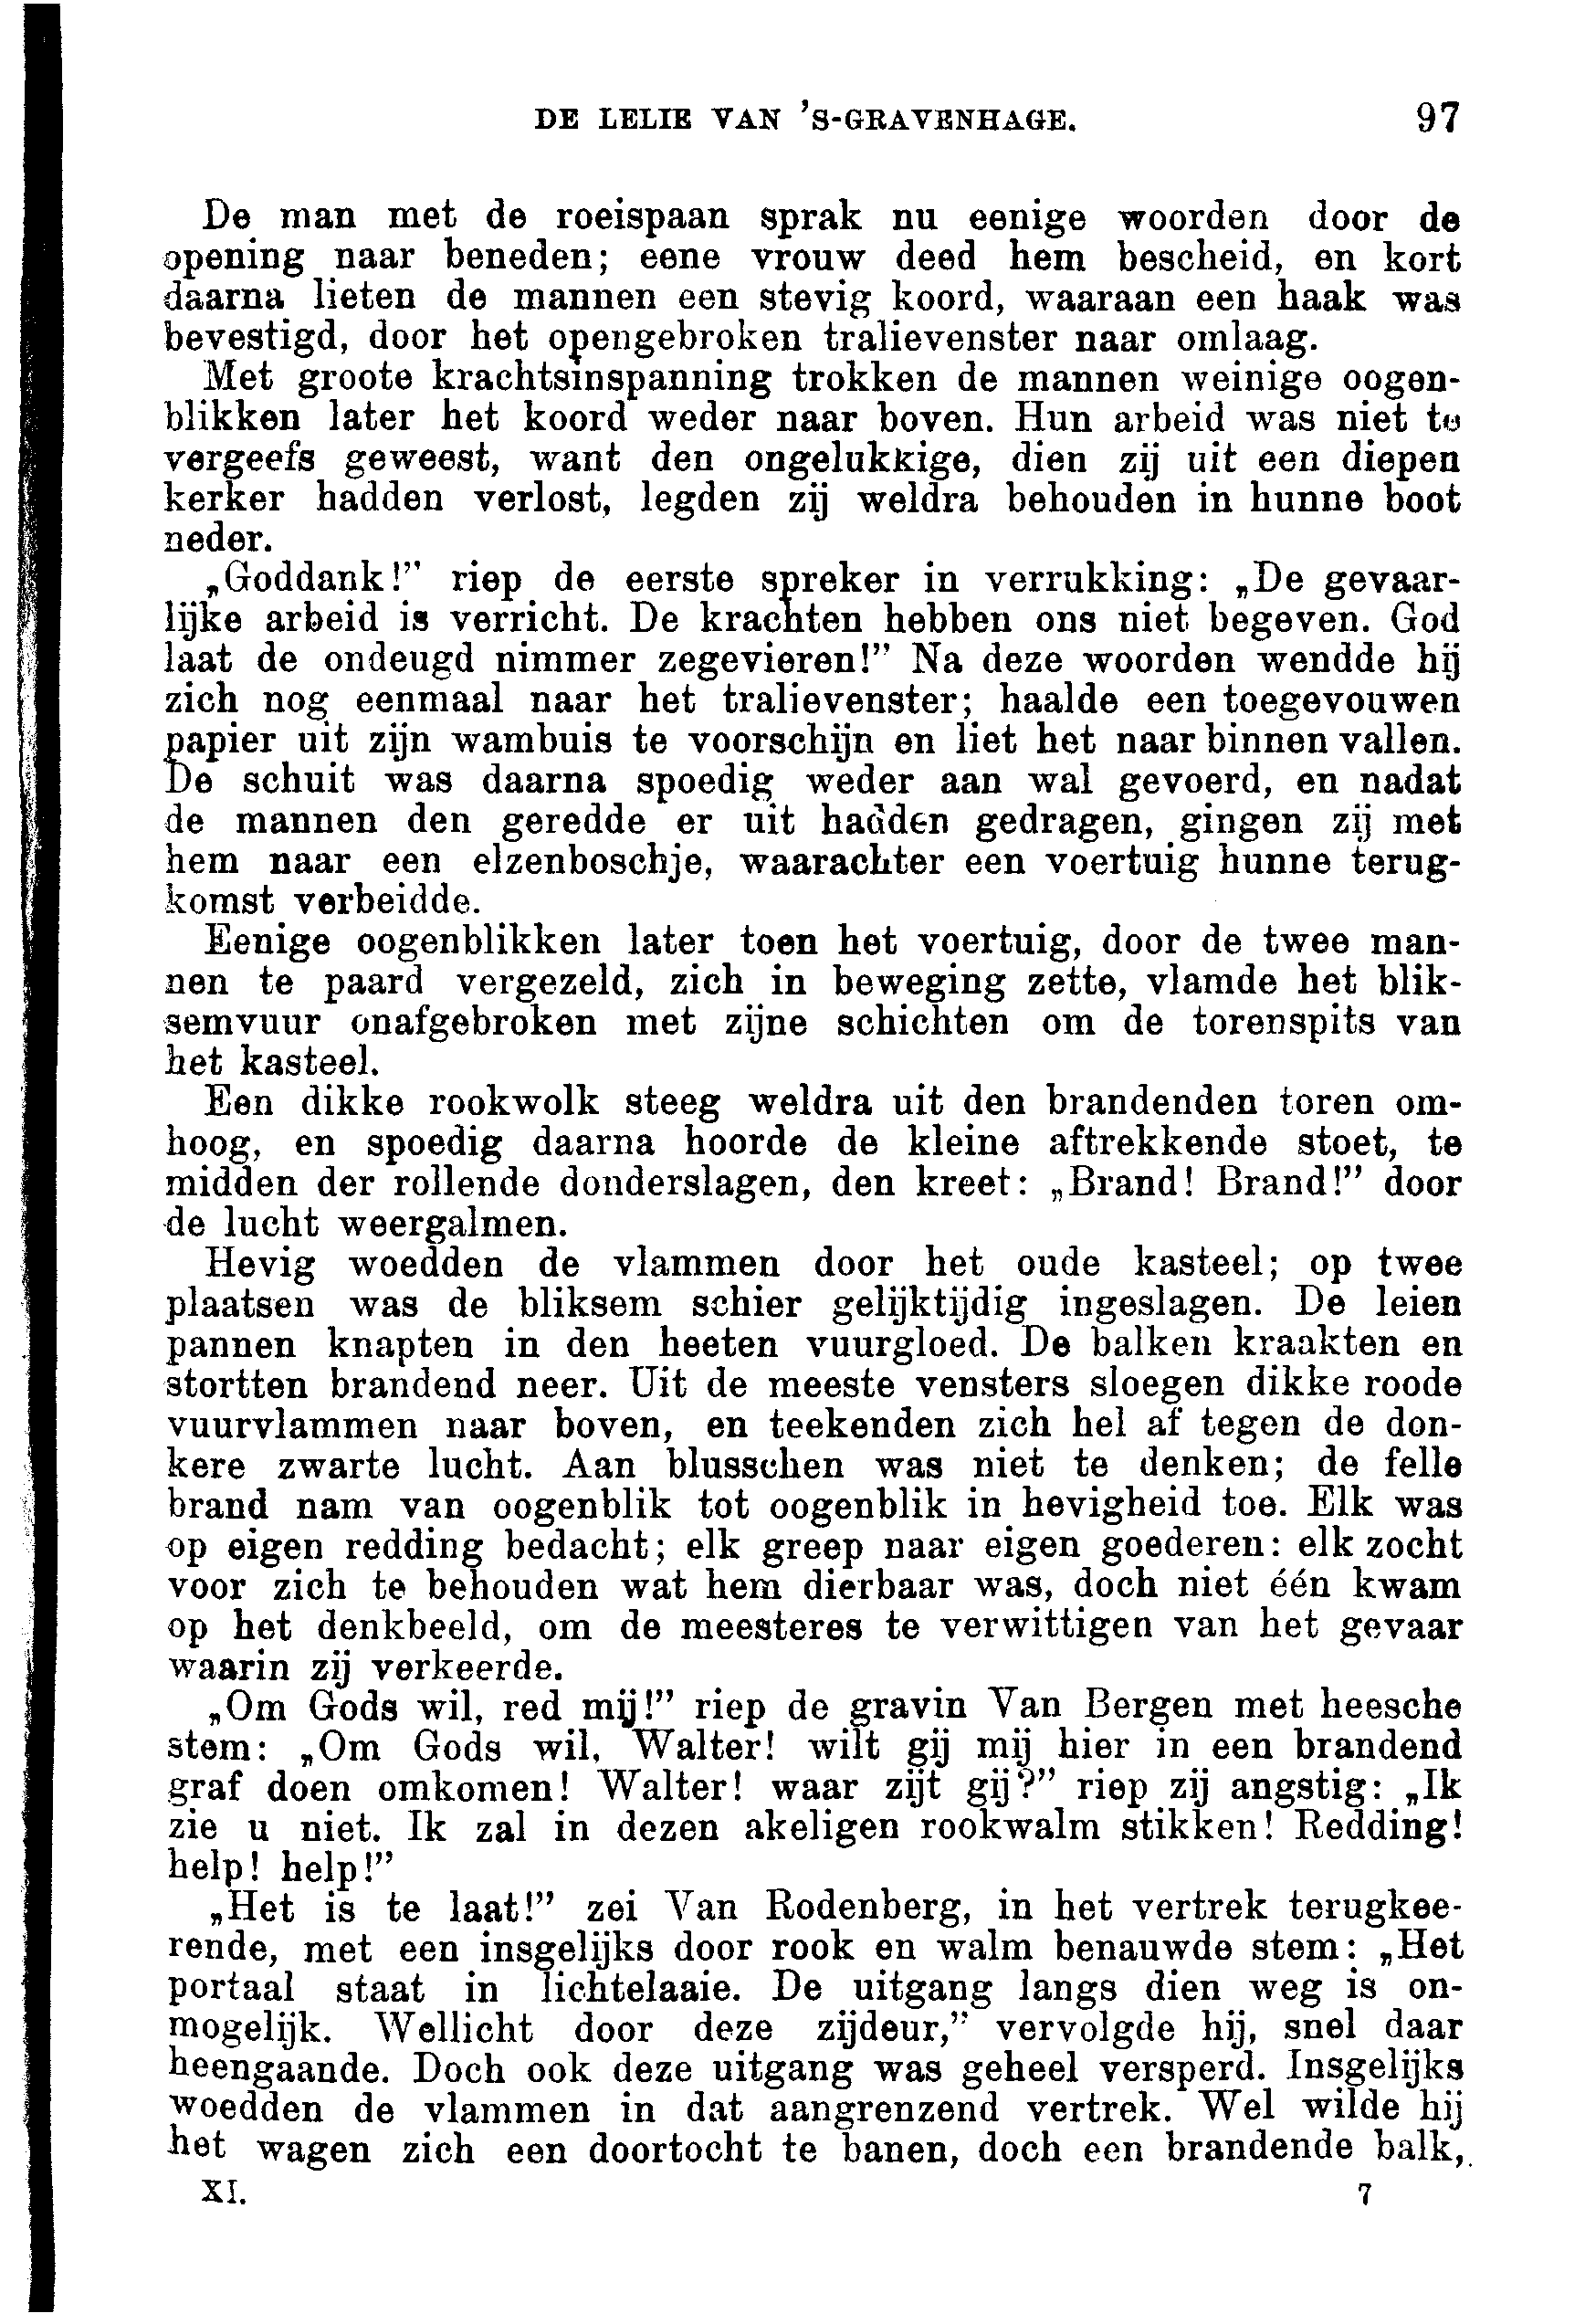 DE LELIE VAN 'S-GRAVENHAGE. 97
De man met de roeispaan sprak nu eenige woorden door de
opening naar beneden; eene vrouw deed hem bescheid, en kort
daarna lieten de mannen een stevig koord, waaraan een haak was
bevestigd, door het opengebroken tralievenster naar omlaag.
Met groote krachtsinspanning trokken de mannen weinige oogen-
blikken later het koord weder naar boven. Hun arbeid was niet te
vergeefs geweest, want den ongelukkige, dien zij uit een diepen
kerker hadden verlost, legden zij weldra behouden in hunne boot
neder.
„Goddank!” riep de eerste spreker in verrukking: „De gevaar-
lijke arbeid is verricht. De krachten hebben ons niet begeven. God
laat de ondeugd nimmer zegevieren!” Na deze woorden wendde hij
zich nog eenmaal naar het tralievenster; haalde een toegevouwen
papier uit zijn wambuis te voorschijn en liet het naar binnen vallen.
De schuit was daarna spoedig weder aan wal gevoerd, en nadat
de mannen den geredde er uit hadden gedragen, gingen zij met
hem naar een elzenboschje, waarachter een voertuig hunne terug-
komst verbeidde.
Eenige oogenblikken later toen het voertuig, door de twee man-
nen te paard vergezeld, zich in beweging zette, vlamde het blik-
semvuur onafgebroken met zijne schichten om de torenspits van
het kasteel.
Een dikke rookwolk steeg weldra uit den brandenden toren om-
hoog, en spoedig daarna hoorde de kleine aftrekkende stoet, te
midden der rollende donderslagen, den kreet: „Brand! Brand!” door
de lucht weergalmen.
Hevig woedden de vlammen door het oude kasteel; op twee
plaatsen was de bliksem schier gelijktijdig ingeslagen. De leien
pannen knapten in den heeten vuurgloed. De balken kraakten en
stortten brandend neer. Uit de meeste vensters sloegen dikke roode
vuurvlammen naar boven, en teekenden zich hel af tegen de don-
kere zwarte lucht. Aan blusschen was niet te denken; de felle
brand nam van oogenblik tot oogenblik in hevigheid toe. Elk was
op eigen redding bedacht; elk greep naar eigen goederen: elk zocht
voor zich te behouden wat hem dierbaar was, doch niet één kwam
op het denkbeeld, om de meesteres te verwittigen van het gevaar
waarin zij verkeerde.
„Om Gods wil, red mij!” riep de gravin Van Bergen met heesche
stem: „Om Gods wil, Walter! wilt gij mij hier in een brandend
graf doen omkomen! Walter! waar zijt gij?” riep zij angstig: „Ik
zie u niet. Ik zal in dezen akeligen rookwalm stikken! Redding!
help! help!”
„Het is te laat!” zei Van Rodenberg, in het vertrek terugkee-
rende, met een insgelijks door rook en walm benauwde stem: „Het
portaal staat in lichtelaaie. De uitgang langs dien weg is on-
mogelijk. Wellicht door deze zijdeur,” vervolgde hij, snel daar
heengaande. Doch ook deze uitgang was geheel versperd. Insgelijks
woedden de vlammen in dat aangrenzend vertrek. Wel wilde hij
het wagen zich een doortocht te banen, doch een brandende balk,
XI. 7